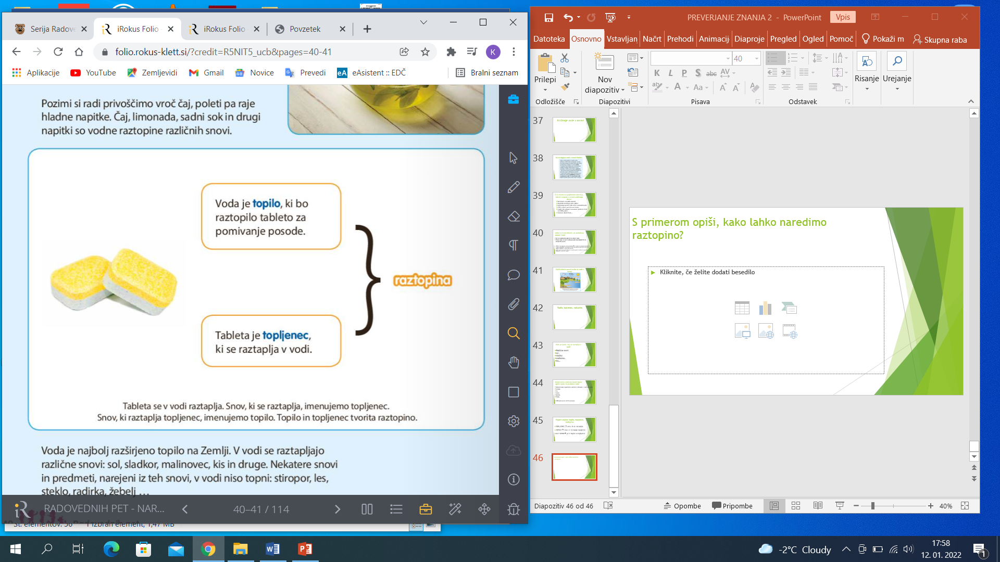 Serija Radove
iRokus Folio
iRokus Folio
Povzetek
folio.rokus-klett.si/?credit=R5NIT5_ucb&pages=40-41
K
Aplikacije
YouTube
Zemljevidi
Gmail
Novice
Prevedi
eA
eAsistent :: EDČ
Bralni seznam
Pozimi si radi privoščimo vroč čaj, poleti pa raje
hladne napitke. Čaj, limonada, sadni sok in drugi
napitki so vodne raztopine različnih snovi.
Voda je topilo, ki bo
raztopilo tableto za
pomivanje posode.
raztopina
Tableta je topljenec,
ki se raztaplja v vodi.
Tableta se v vodi raztaplja. Snov, ki se raztaplja, imenujemo topljenec.
Snov, ki raztaplja topljenec, imenujemo topilo. Topilo in topljenec tvorita raztopino.
Voda je najbolj razširjeno topilo na Zemlji. V vodi se raztapljajo
različne snovi: sol, sladkor, malinovec, kis in druge. Nekatere snovi
in predmeti, narejeni iz teh snovi, v vodi niso topni: stiropor, les,
steklo, radirka, žebelj ...
iR
RADOVEDNIH PET - NAR...
40–41 / 114
PREVERJANJE ZNANJA 2 - PowerPoint
Vpis
Datoteka
Osnovno
Vstavljan
Načrt
Prehodi
Animacij
Diaproje
Pregled
Ogled
Pomoč
Pokaži m
Skupna raba
Prilepi
Odložišče
Nov
diapozitiv
Diapozitivi
40
K L P S abc AV
A Aa
Pisava
Odstavek
Risanje
Urejanje
37
38
39
40
41
42
43
44
45
46
S primerom opiši, kako lahko naredimo
raztopino?
Kliknite, če želite dodati besedilo
Diapozitiv 46 od 46
Opombe
Pripombe
40%
-2°C Cloudy
17:58
12. 01. 2022
1